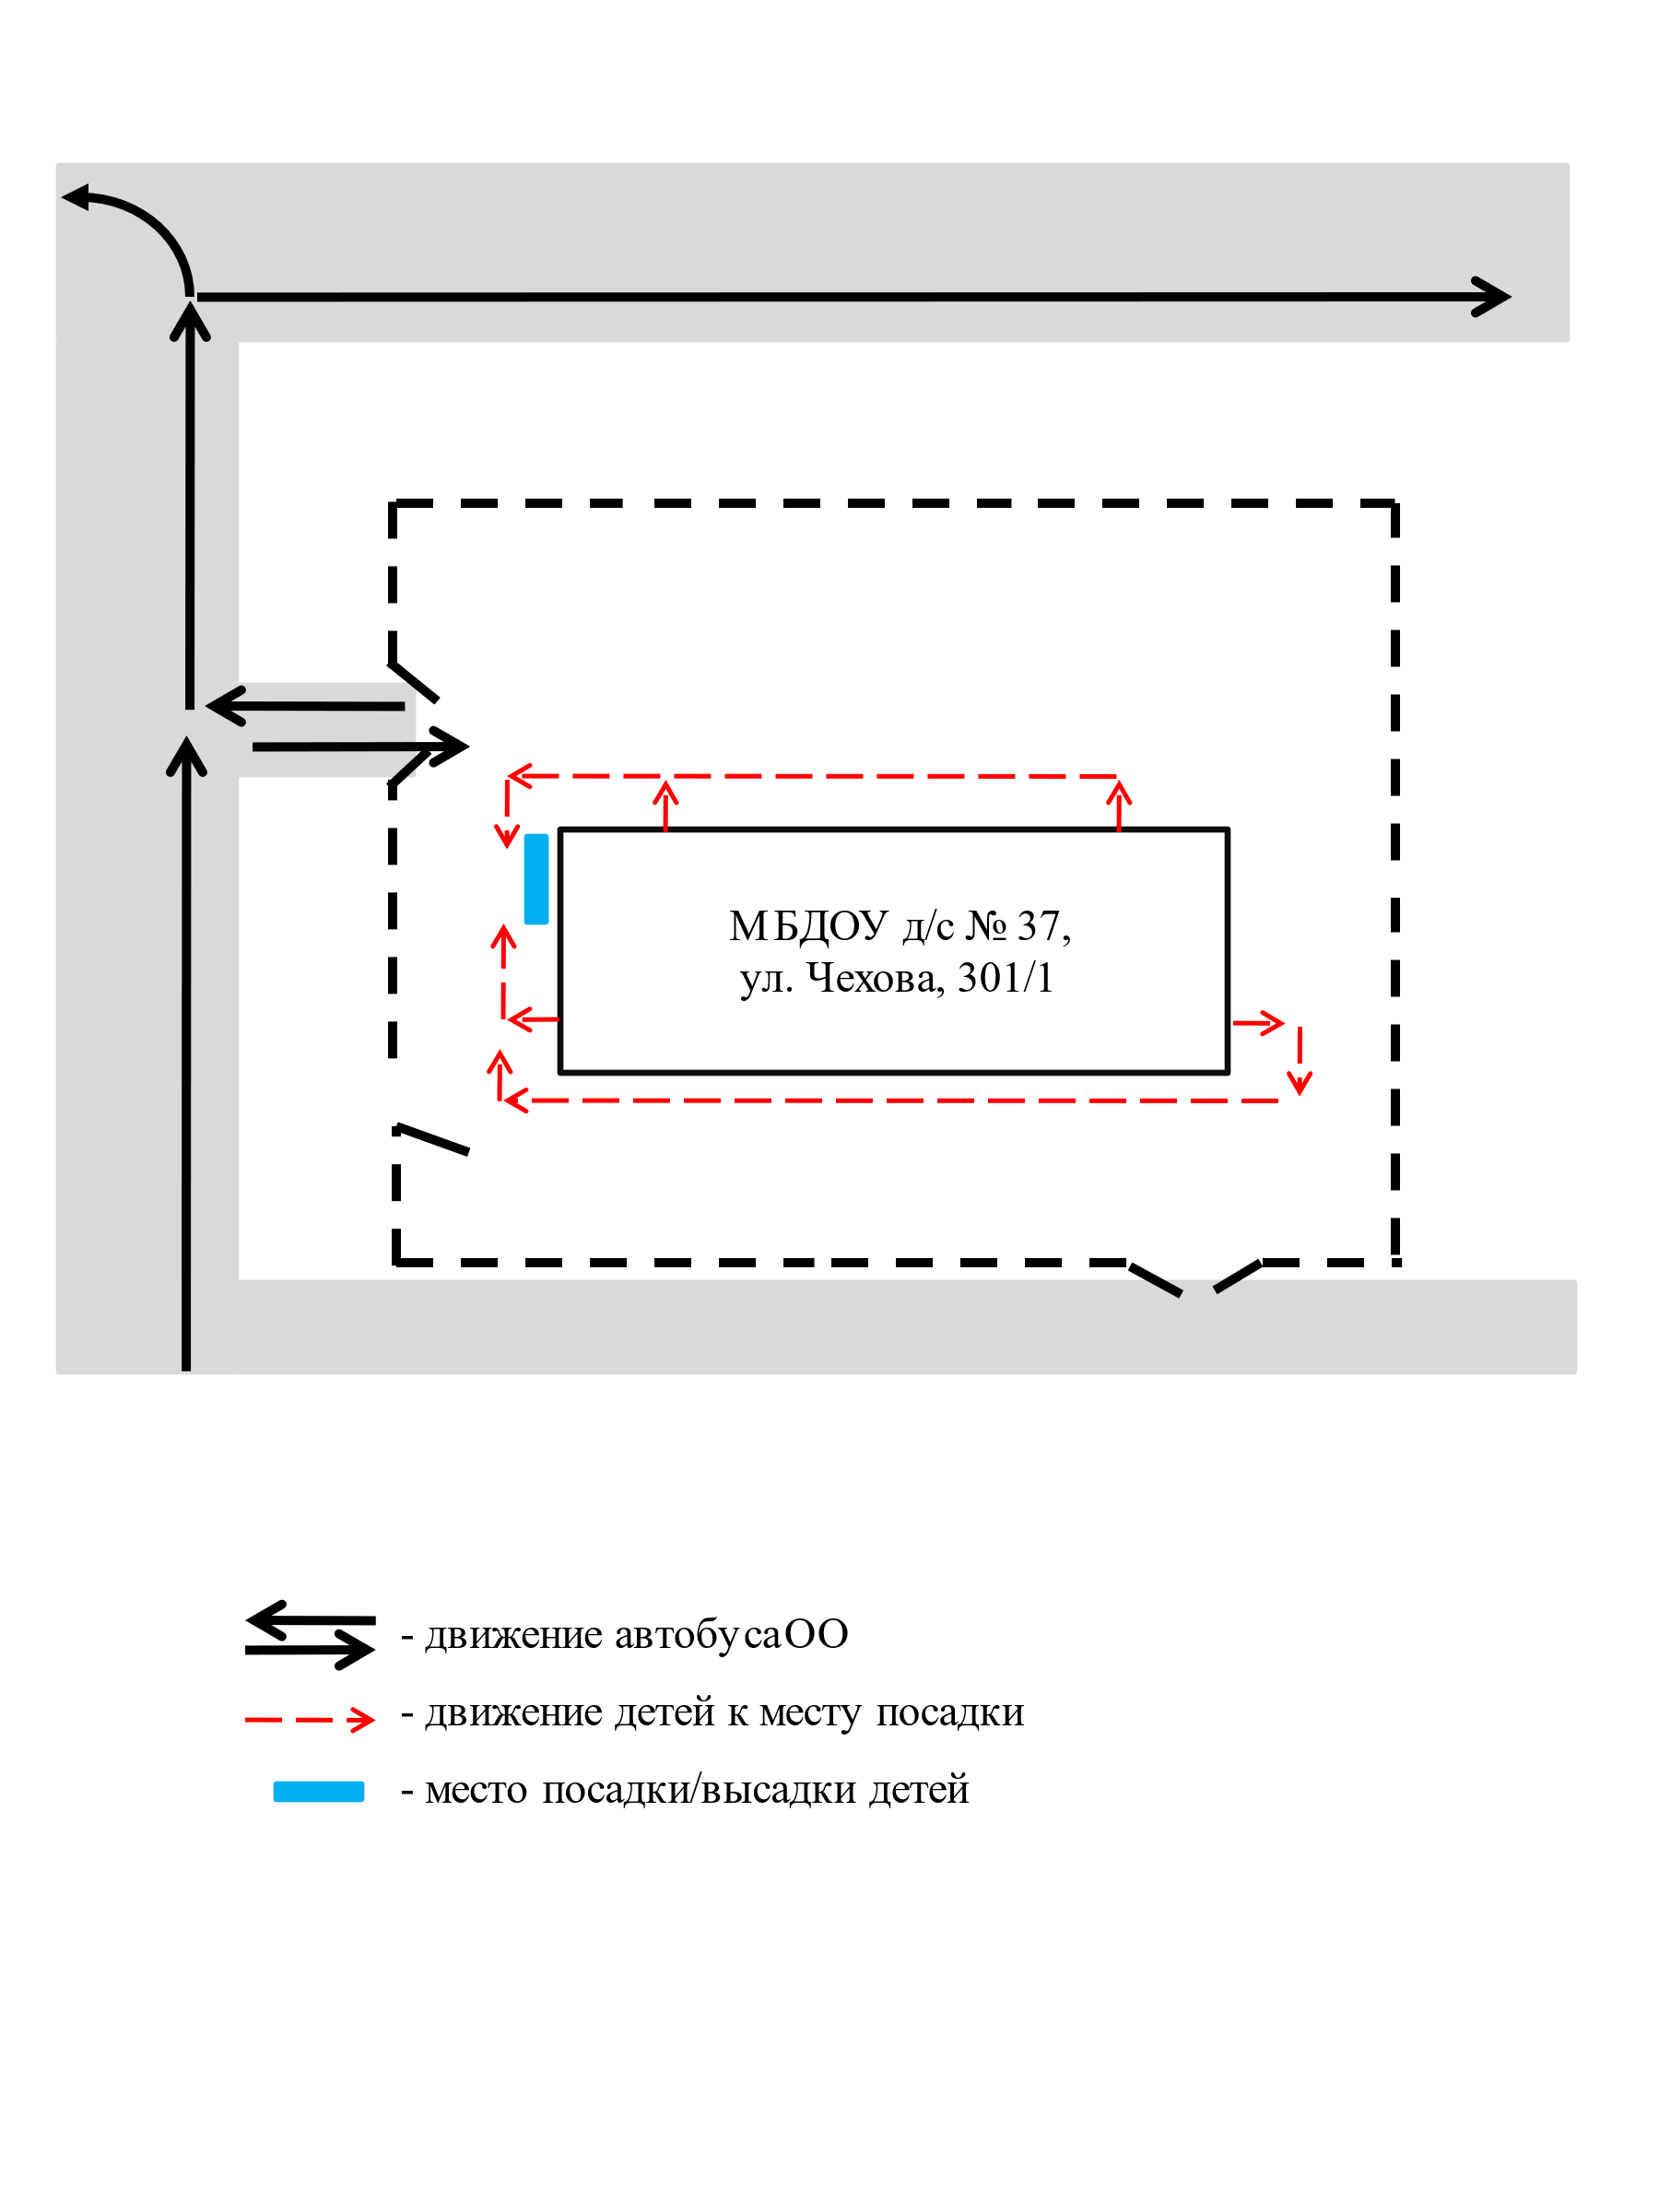 МБДОУ д/с № 37,
ул. Чехова, 301/1
- движение автобусаОО
- движение детей к месту посадки
- место посадки/высадки детей